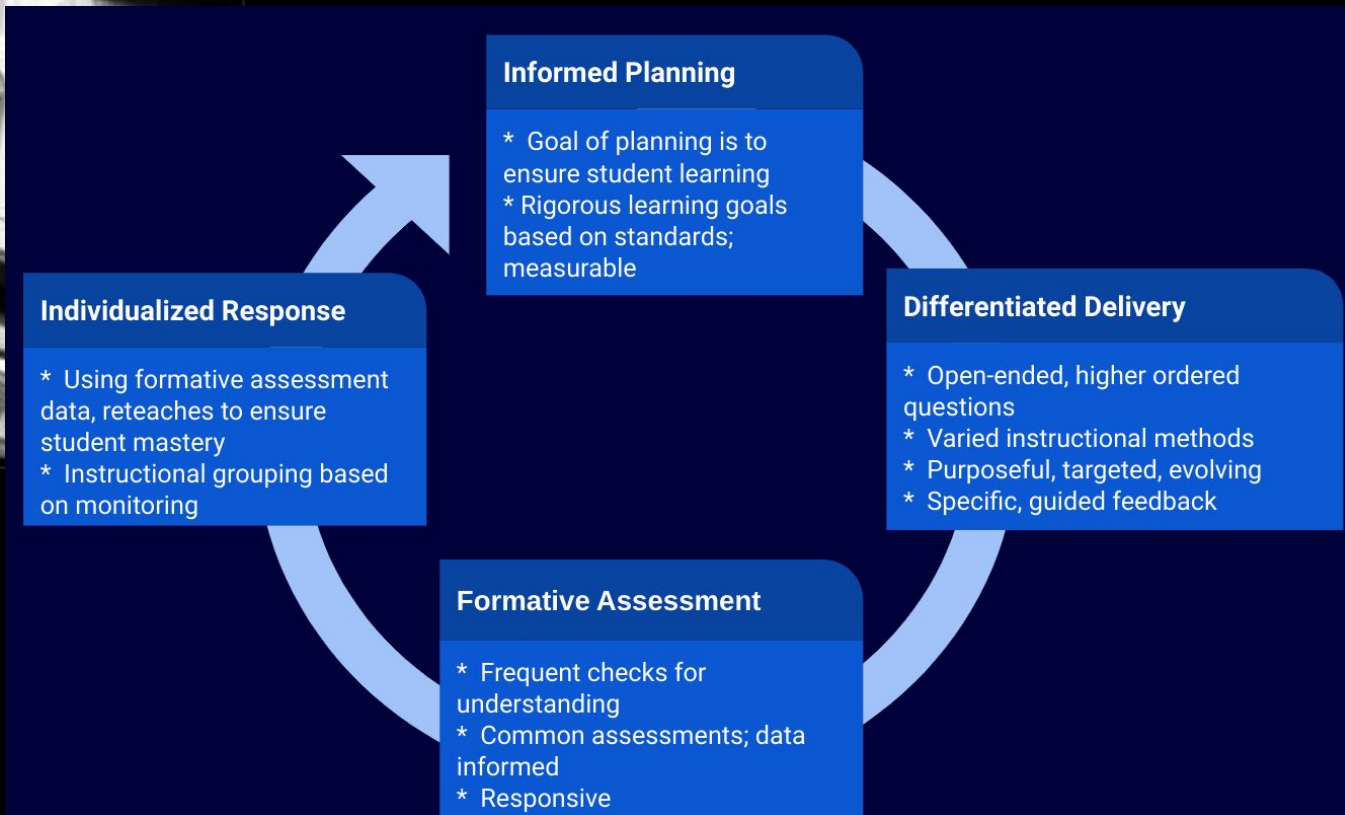 Informed Planning
* Goal of planning is to
ensure student learning
* Rigorous learning goals
based on standards;
measurable
Differentiated Delivery
* Open-ended, higher ordered
questions
* Varied instructional methods
* Purposeful, targeted, evolving
* Specific, guided feedback
Formative Assessment
* Frequent checks for
understanding
* Common assessments; data
informed
* Responsive
Individualized Response
* Using formative assessment
data, reteaches to ensure
student mastery
* Instructional grouping based
on monitoring